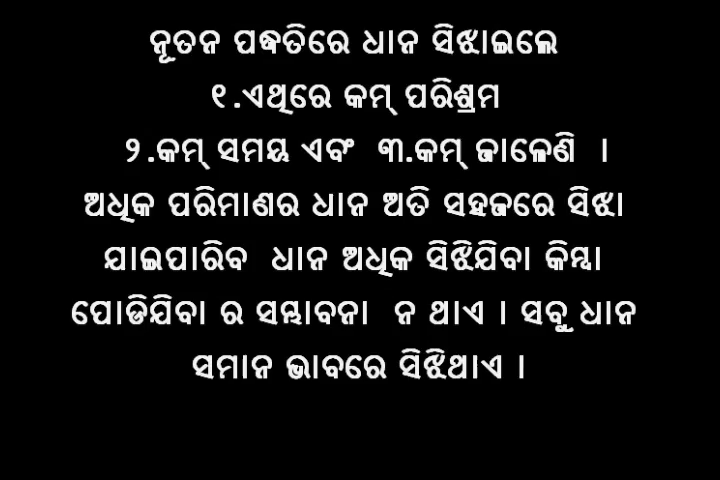 ନୂତନ ପଦ୍ଧତିରେ ଧାନ ସିଝାଇଲେ
୧.ଏଥିରେ କମ୍ ପରିଶ୍ରମ
୨.କମ୍ ସମୟ ଏବଂ ୩.କମ୍ ଜାଳେଣି ।
ଅଧିକ ପରିମାଣର ଧାନ ଅତି ସହଜରେ ସିଝା
ଯାଇପାରିବ ଧାନ ଅଧିକ ସିଝିଯିବା କିମ୍ଭା
ପୋଡିଯିବା ର ସମ୍ଭାବନା ନ ଥାଏ । ସବୁ ଧାନ
ସମାନ ଭାବରେ ସିଝିଥାଏ ।